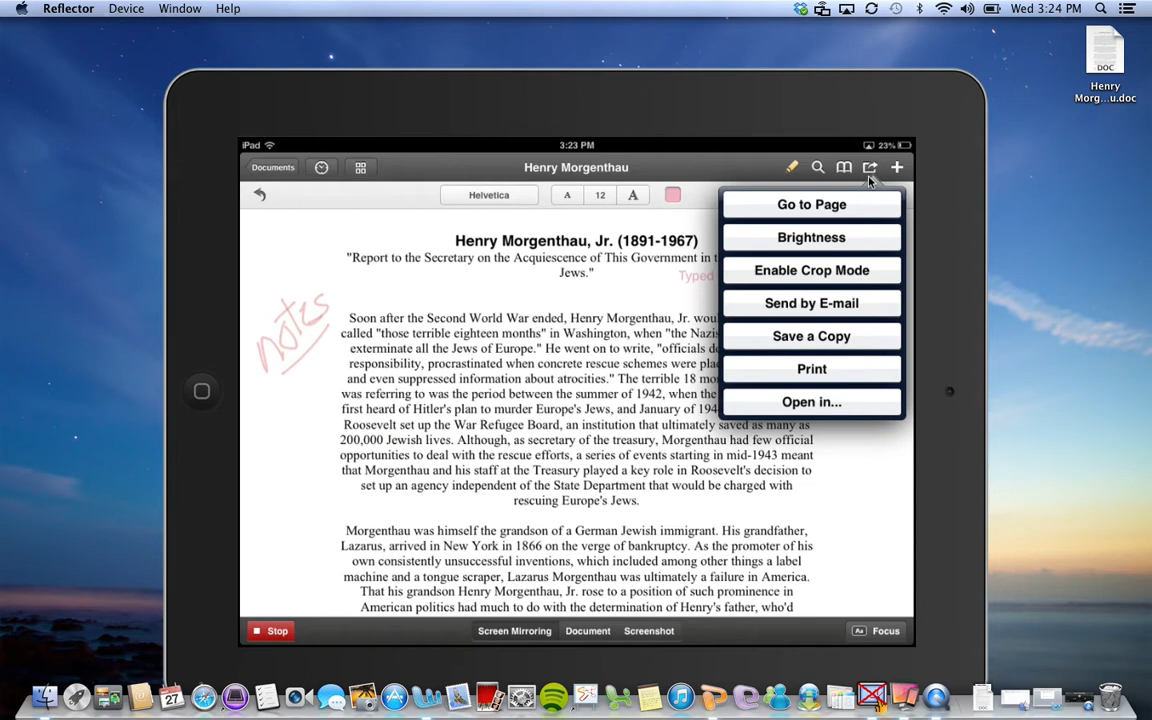 Reflector Device Window Help Wed 3:24 PM
DOC
Henry
Morg...u.doc
iPad 3:23 PM 23%
Documents Henry Morgenthau
Helvetica A 12 A
Go to Page
Brightness
Enable Crop Mode
Send by E-mail
Save a Copy
Print
Open in...
Henry Morgenthau, Jr. (1891-1967)
"Report to the Secretary on the Acquiescence of This Government in
Jews."
Typed
notes
Soon after the Second World War ended, Henry Morgenthau, Jr.
called "those terrible eighteen months" in Washington, when "the
exterminate all the Jews of Europe." He went on to write, "officials
responsibility, procrastinated when concrete rescue schemes were
and even suppressed information about atrocities." The terrible 18
was referring to was the period between the summer of 1942, when
first heard of Hitler's plan to murder Europe's Jews, and January of
Roosevelt set up the War Refugee Board, an institution that ultimately saved as many as
200,000 Jewish lives. Although, as secretary of the treasury, Morgenthau had few official
opportunities to deal with the rescue efforts, a series of events starting in mid-1943 meant
that Morgenthau and his staff at the Treasury played a key role in Roosevelt's decision to
set up an agency independent of the State Department that would be charged with
rescuing Europe's Jews.
Morgenthau was himself the grandson of a German Jewish immigrant. His grandfather,
Lazarus, arrived in New York in 1866 on the verge of bankruptcy. As the promoter of his
own consistently unsuccessful inventions, which included among other things a label
machine and a tongue scraper, Lazarus Morgenthau was ultimately a failure in America.
That his grandson Henry Morgenthau, Jr. rose to a position of such prominence in
American politics had much to do with the determination of Henry's father, who'd
Stop Screen Mirroring Document Screenshot Aa Focus